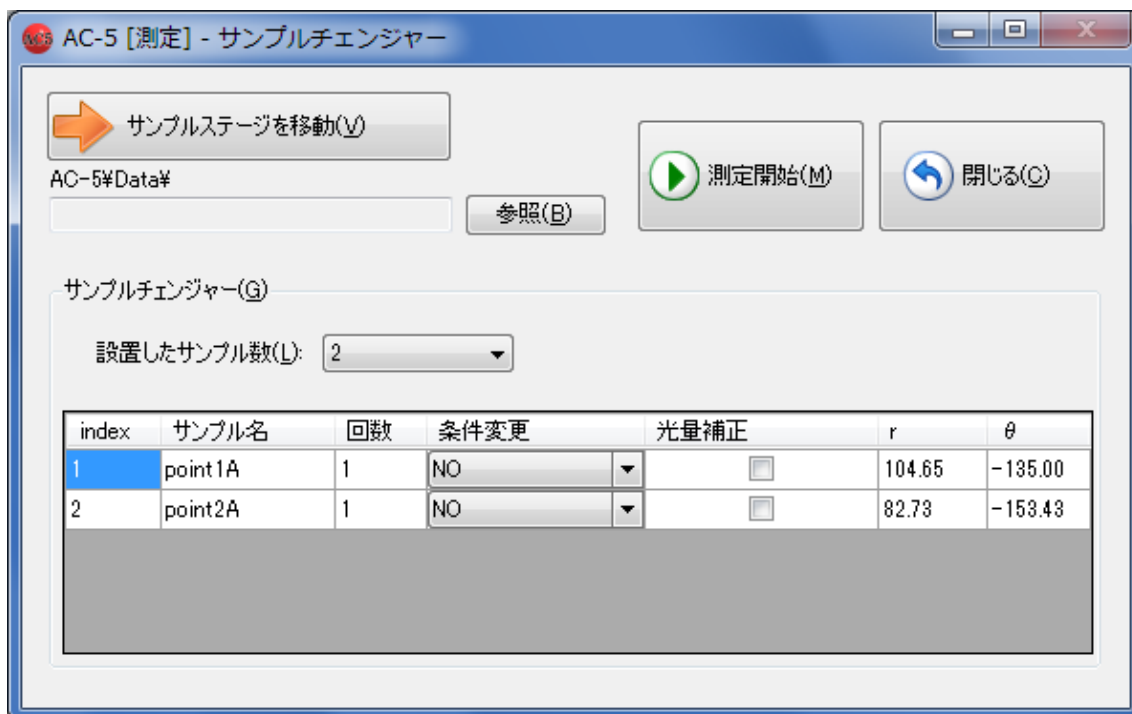 AC5 AC-5 [測定] - サンプルチェンジャー
サンプルステージを移動(V)
AC-5¥Data¥
参照(B)
測定開始(M)
閉じる(C)
サンプルチェンジャー(G)
設置したサンプル数(L): 2
index サンプル名 回数 条件変更 光量補正 r θ
1 point1A 1 NO 104.65 -135.00
2 point2A 1 NO 82.73 -153.43